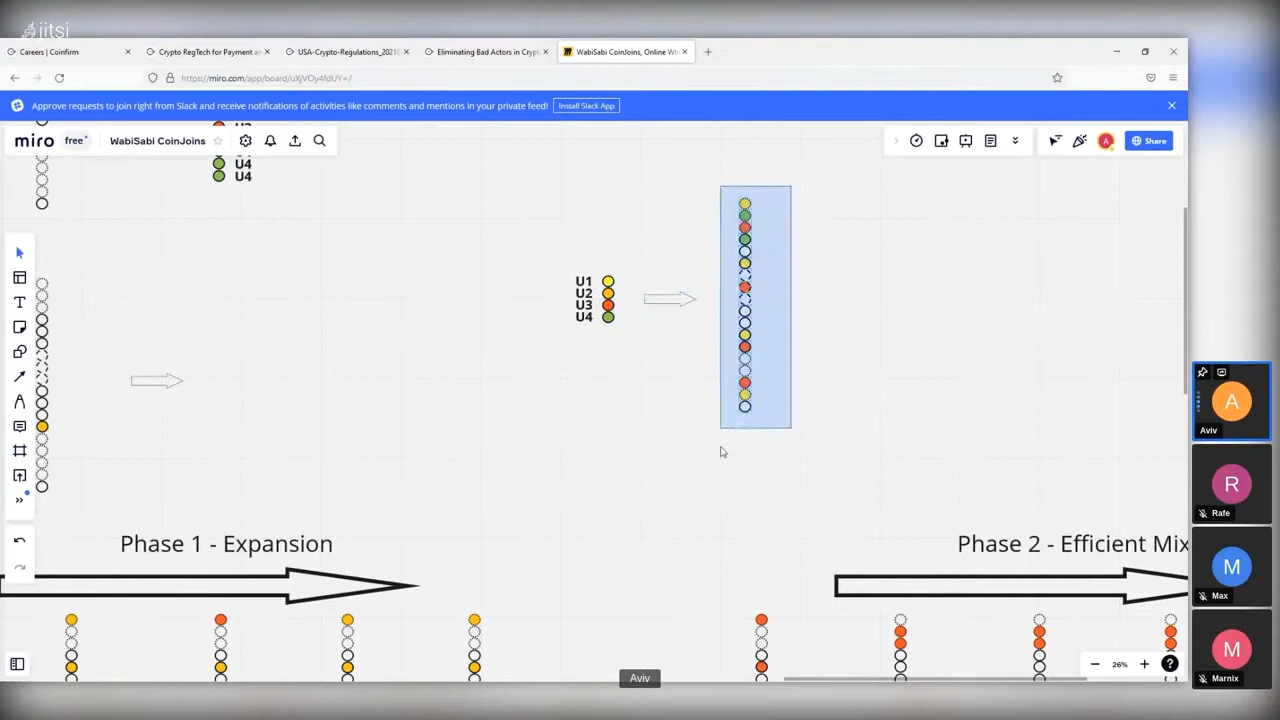 jitsi
Careers | Coinfirm
Crypto RegTech for Payment a
USA-Crypto-Regulations_20210
Eliminating Bad Actors in Crypt
WabiSabi CoinJoins, Online Wh
https://miro.com/app/board/uXjVOy4fdUY=/
Approve requests to join right from Slack and receive notifications of activities like comments and mentions in your private feed!
Install Slack App
miro
free
WabiSabi CoinJoins
Share
U4
U4
U1
U2
U3
U4
A
Aviv
R
Rafe
Phase 1 - Expansion
Phase 2 - Efficient Mix
M
Max
M
Marnix
26%
Aviv